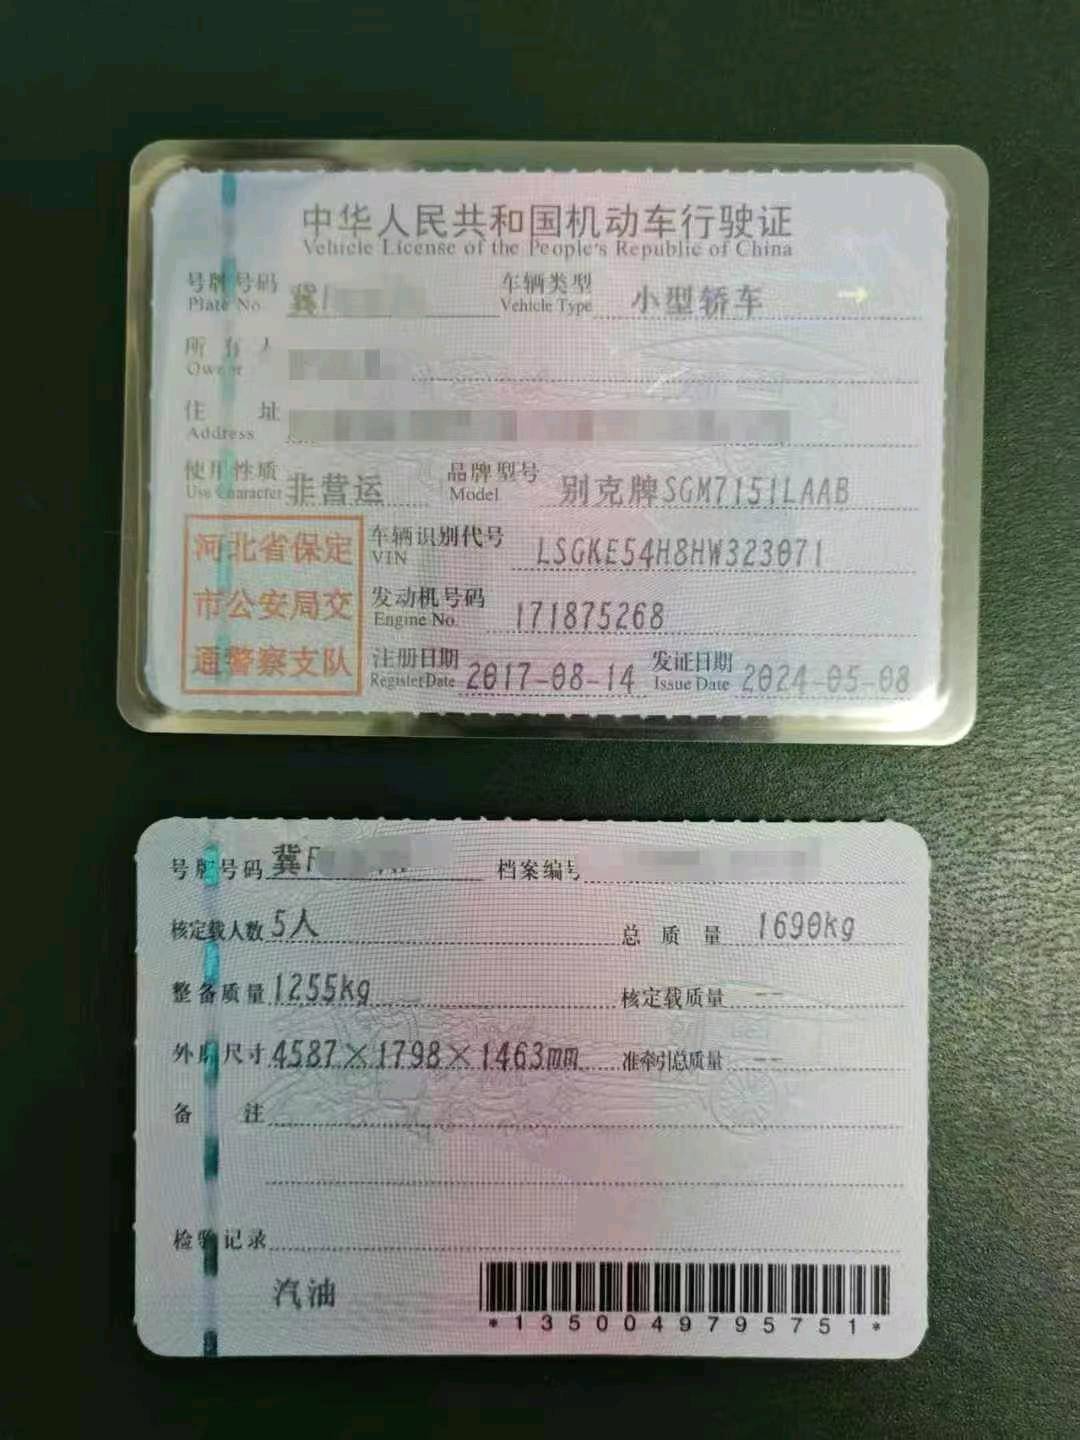 中华人民共和国机动车行驶证
Vehicle License of the People's Republic of China
号牌号码 冀 车辆类型 小型轿车
Plate No. Vehicle Type
所有人
Owner
住址
Address
使用性质 非营运 品牌型号 别克牌SGM7151LAAB
Use Character Model
河北省保定
市公安局交
通警察支队
车辆识别代号 LSGKE54H8HW323071
VIN
发动机号码 171875268
Engine No.
注册日期 2017-08-14 发证日期 2024-05-08
Register Date Issue Date
号牌号码 冀F 档案编号
核定载人数 5人 总质量 1690kg
整备质量 1255kg 核定载质量 --
外廓尺寸 4587×1798×1463mm 准牵引总质量 --
备注
检验记录
汽油
*1350049795751*